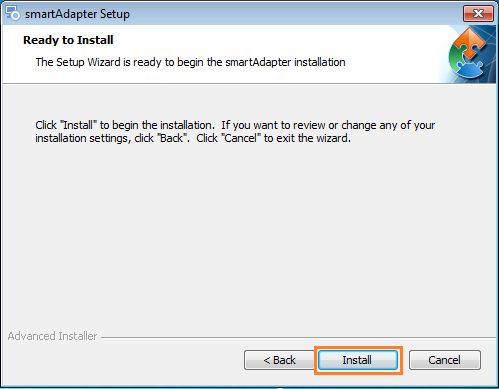 smartAdapter Setup
Ready to Install
The Setup Wizard is ready to begin the smartAdapter installation
Click "Install" to begin the installation.  If you want to review or change any of your
installation settings, click "Back".  Click "Cancel" to exit the wizard.
Advanced Installer
< Back
Install
Cancel